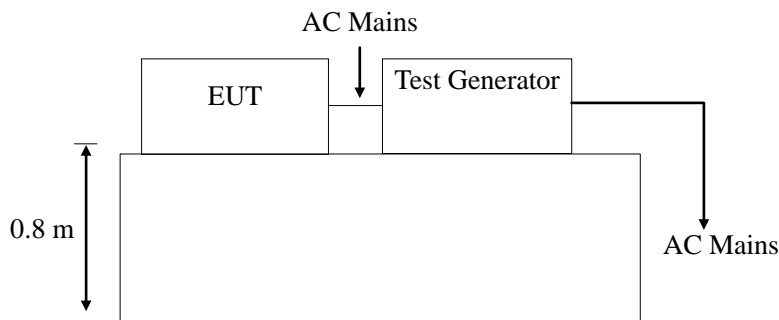 AC Mains
EUT
Test Generator
0.8 m
AC Mains